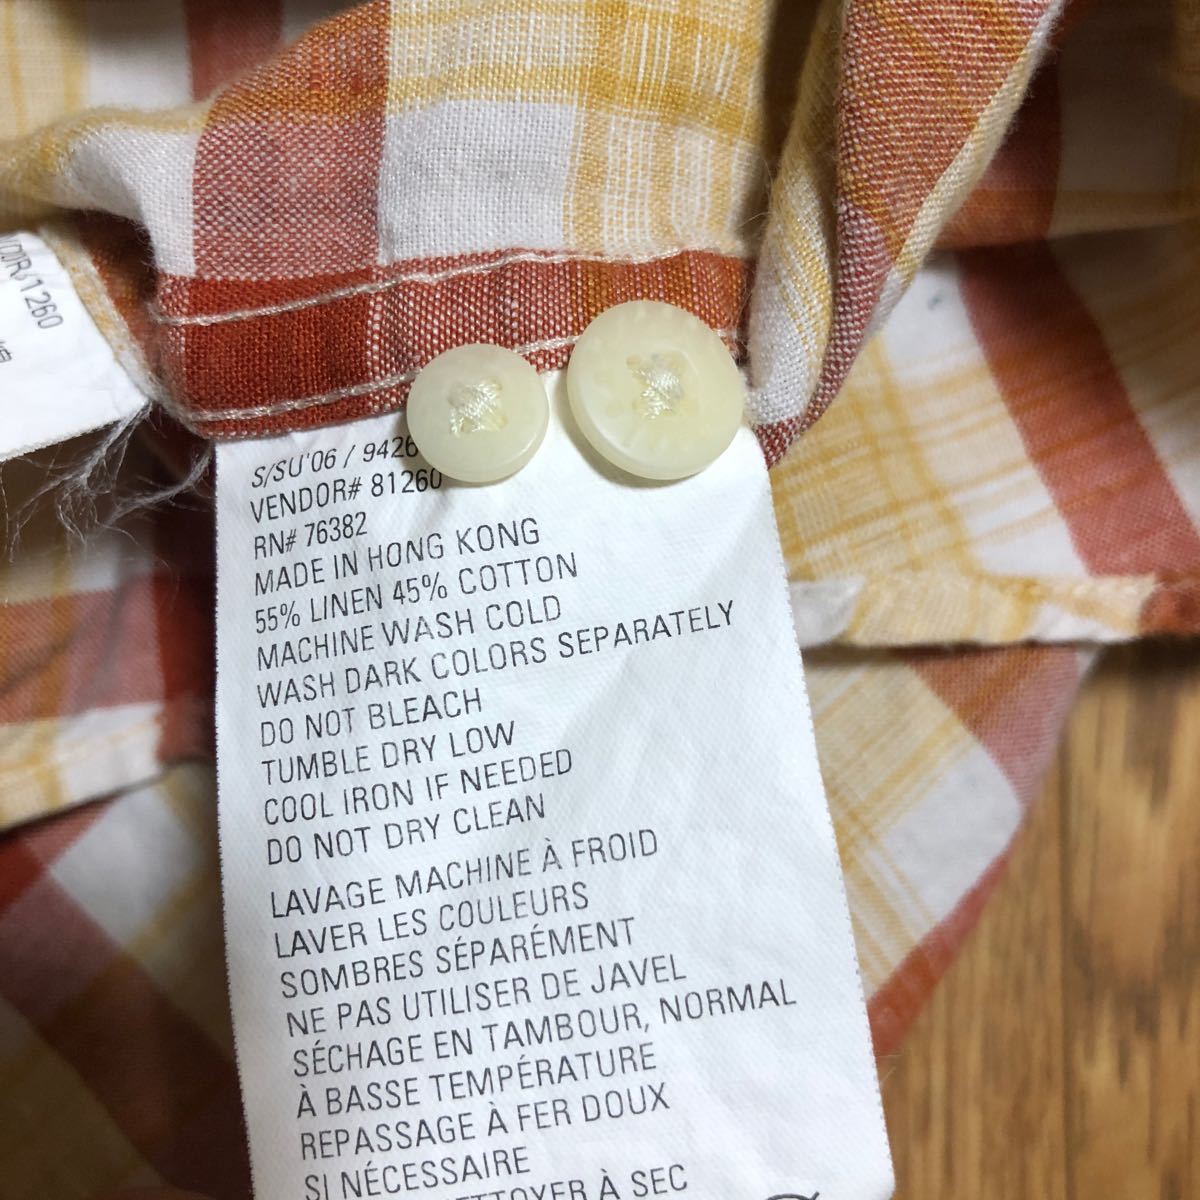 /1260
S/SU'06 / 9426
VENDOR# 81260
RN# 76382
MADE IN HONG KONG
55% LINEN 45% COTTON
MACHINE WASH COLD
WASH DARK COLORS SEPARATELY
DO NOT BLEACH
TUMBLE DRY LOW
COOL IRON IF NEEDED
DO NOT DRY CLEAN
LAVAGE MACHINE À FROID
LAVER LES COULEURS
SOMBRES SÉPARÉMENT
NE PAS UTILISER DE JAVEL
SÉCHAGE EN TAMBOUR, NORMAL
À BASSE TEMPÉRATURE
REPASSAGE À FER DOUX
SI NÉCESSAIRE
À SEC